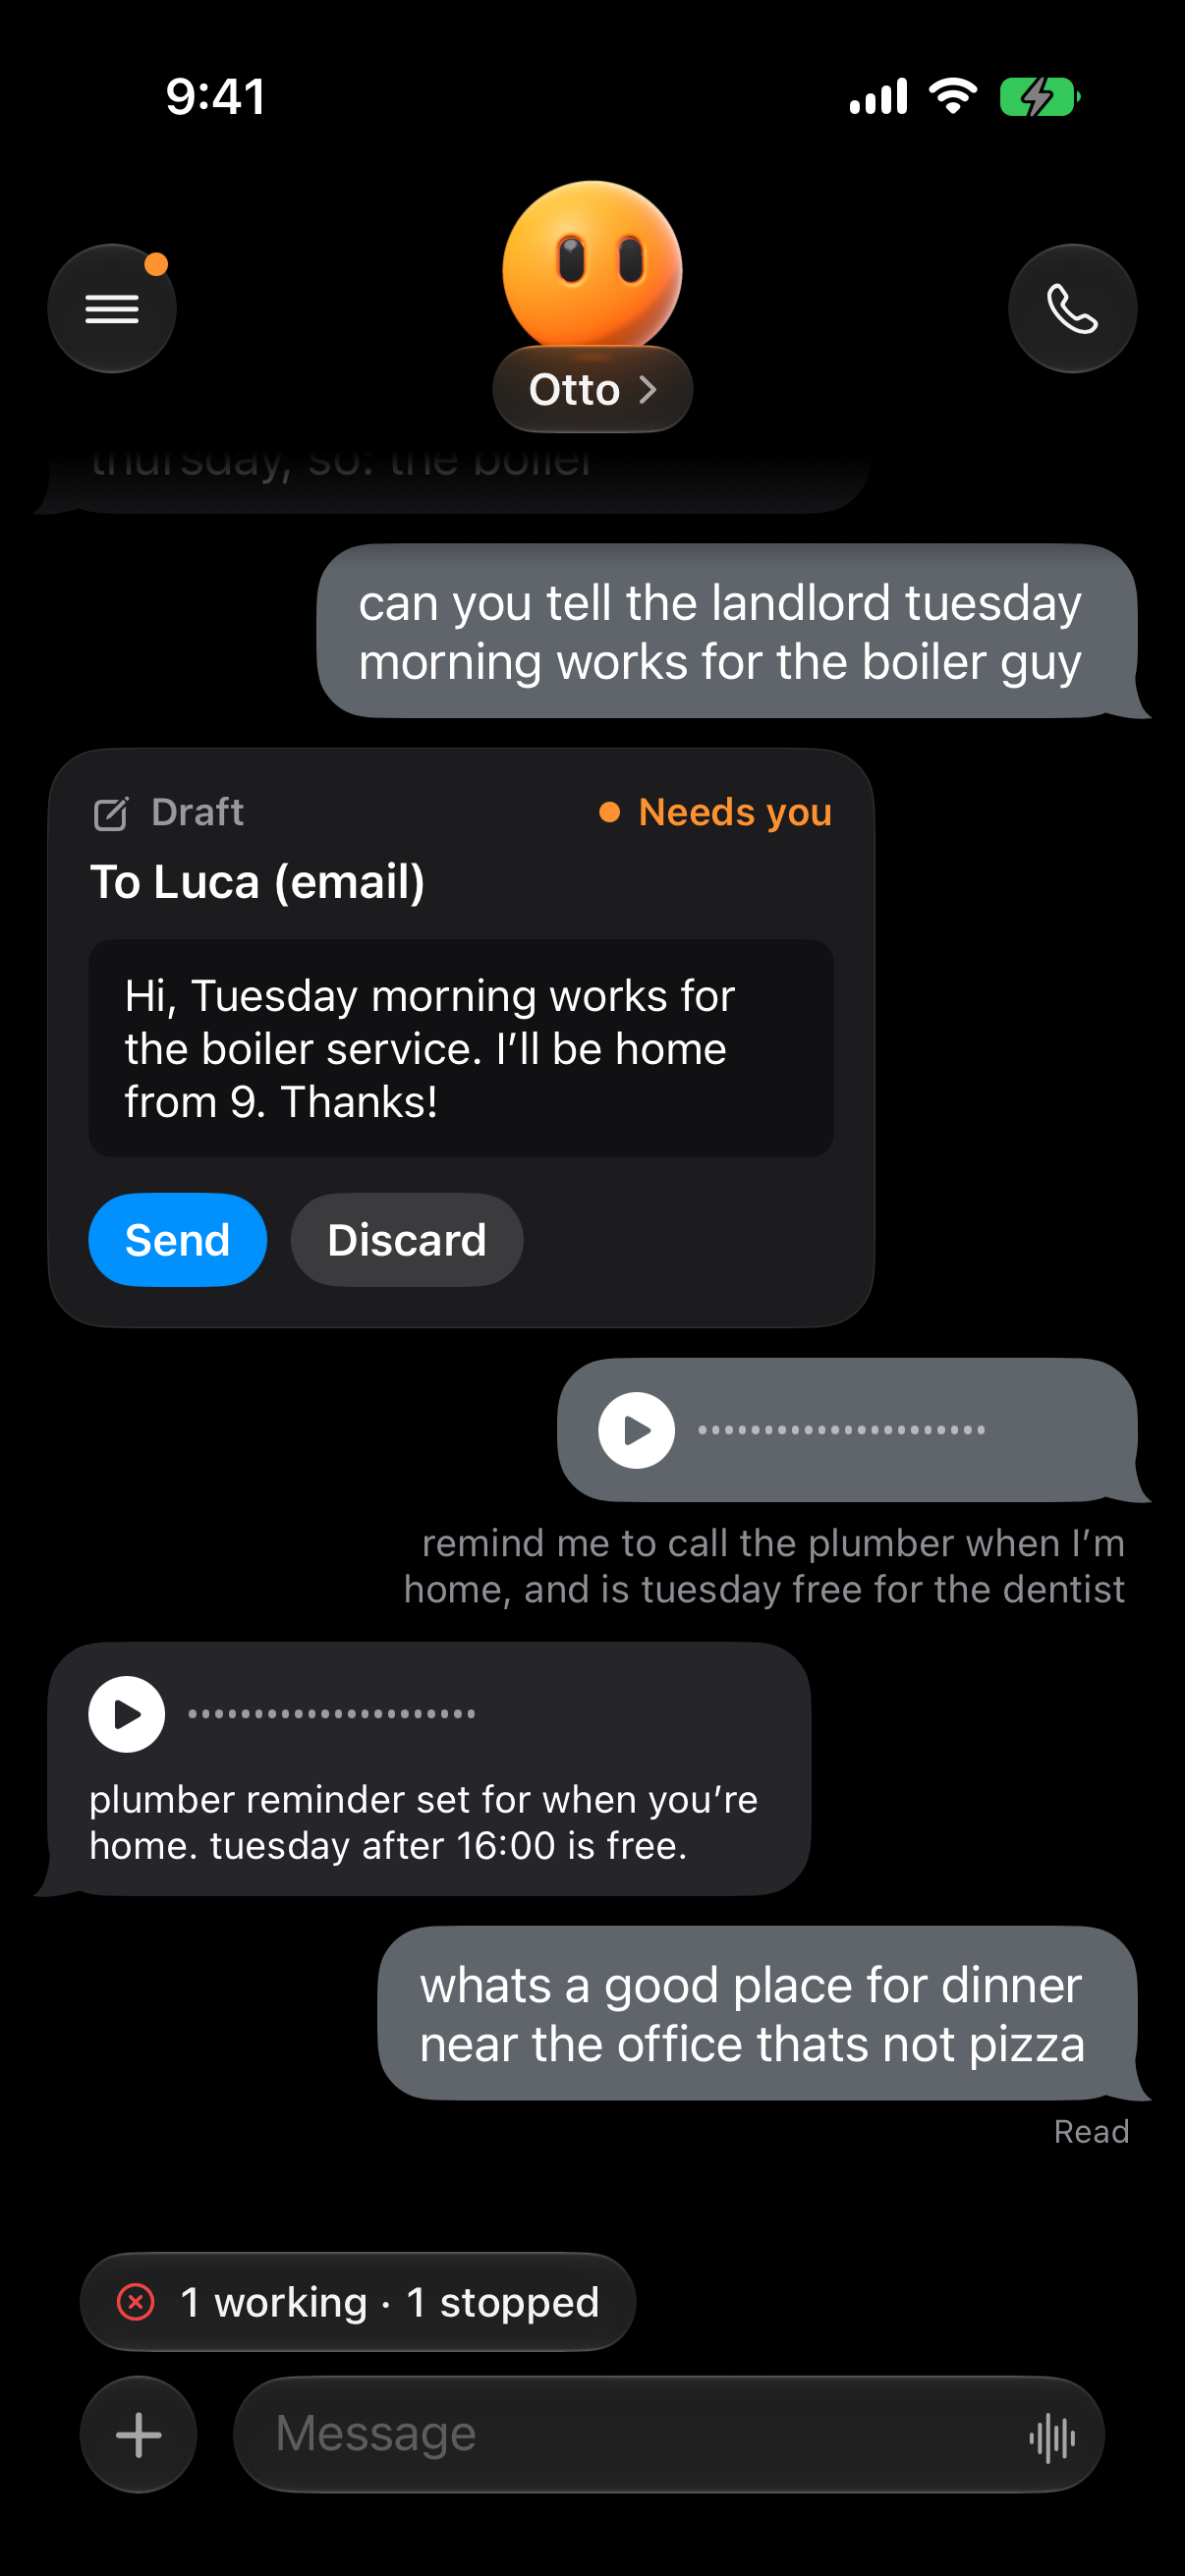 9:41
Otto
thursday, so: the boiler
can you tell the landlord tuesday
morning works for the boiler guy
Draft
Needs you
To Luca (email)
Hi, Tuesday morning works for
the boiler service. I’ll be home
from 9. Thanks!
Send
Discard
remind me to call the plumber when I’m
home, and is tuesday free for the dentist
plumber reminder set for when you’re
home. tuesday after 16:00 is free.
whats a good place for dinner
near the office thats not pizza
Read
1 working · 1 stopped
Message